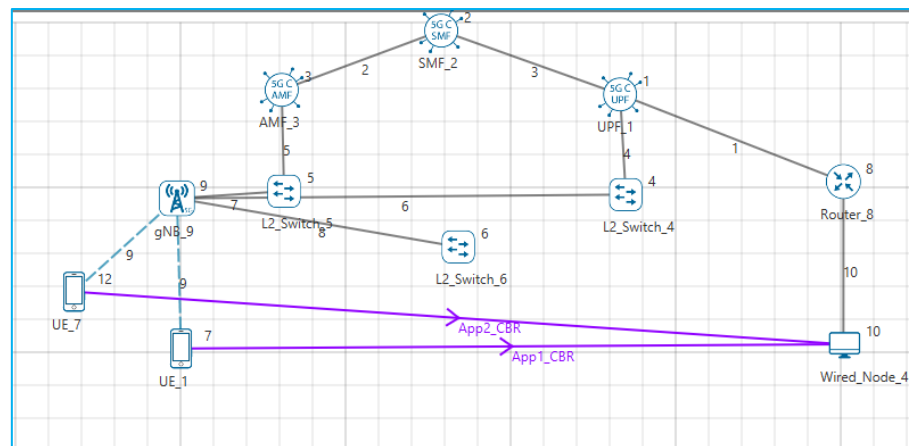 2
5G C
SMF
SMF_2
2
3
3
5G C
AMF
AMF_3
1
5G C
UPF
UPF_1
1
5
4
8
Router_8
9
5G
gNB_9
7
5
L2_Switch_5
6
4
L2_Switch_4
8
6
L2_Switch_6
9
9
12
UE_7
10
App2_CBR
7
UE_1
App1_CBR
10
Wired_Node_4